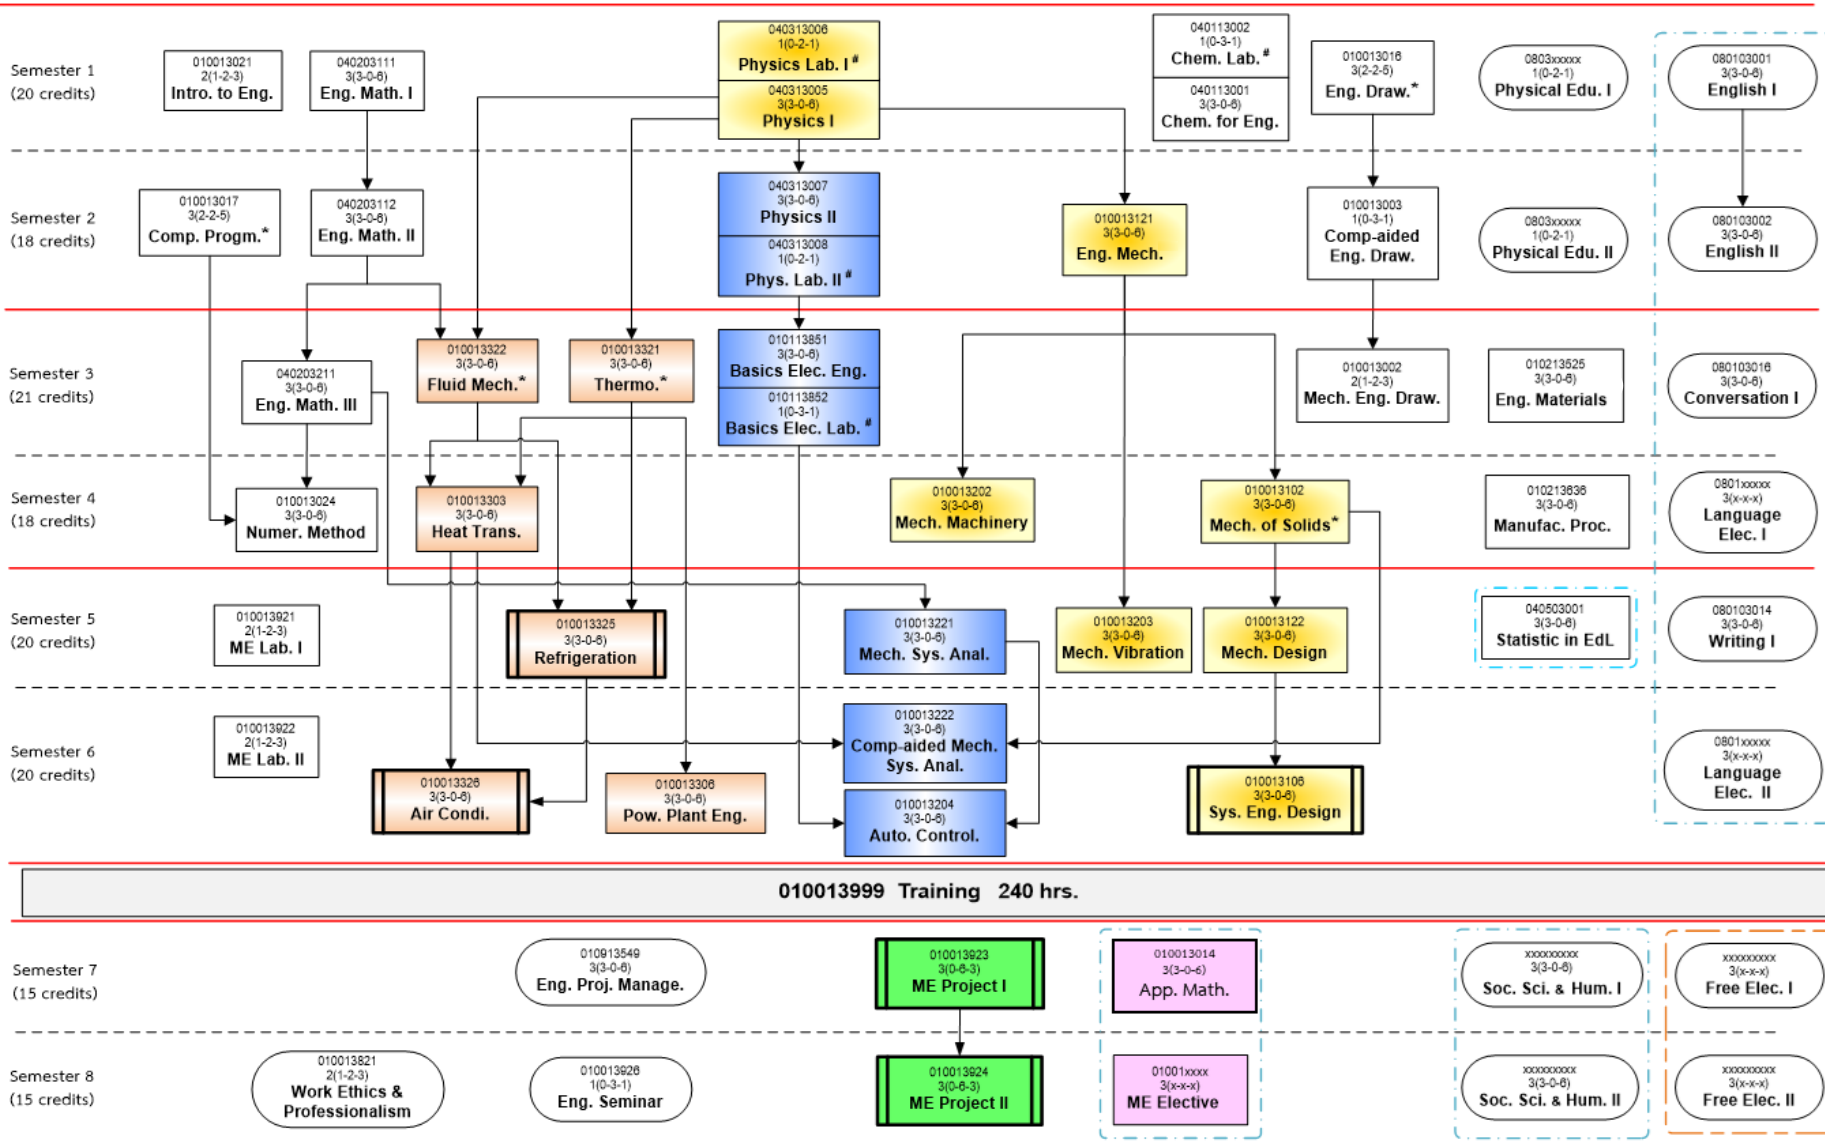 Semester 1
(20 credits)
010013021
2(1-2-3)
Intro. to Eng.
040203111
3(3-0-6)
Eng. Math. I
040313006
1(0-2-1)
Physics Lab. I #
040313005
3(3-0-6)
Physics I
040113002
1(0-3-1)
Chem. Lab. #
040113001
3(3-0-6)
Chem. for Eng.
010013016
3(2-2-5)
Eng. Draw.*
0803xxxxx
1(0-2-1)
Physical Edu. I
080103001
3(3-0-6)
English I
Semester 2
(18 credits)
010013017
3(2-2-5)
Comp. Progm.*
040203112
3(3-0-6)
Eng. Math. II
040313007
3(3-0-6)
Physics II
040313008
1(0-2-1)
Phys. Lab. II #
010013121
3(3-0-6)
Eng. Mech.
010013003
1(0-3-1)
Comp-aided
Eng. Draw.
0803xxxxx
1(0-2-1)
Physical Edu. II
080103002
3(3-0-6)
English II
Semester 3
(21 credits)
040203211
3(3-0-6)
Eng. Math. III
010013322
3(3-0-6)
Fluid Mech.*
010013321
3(3-0-6)
Thermo.*
010113851
3(3-0-6)
Basics Elec. Eng.
010113852
1(0-3-1)
Basics Elec. Lab. #
010013002
2(1-2-3)
Mech. Eng. Draw.
010213525
3(3-0-6)
Eng. Materials
080103016
3(3-0-6)
Conversation I
Semester 4
(18 credits)
010013024
3(3-0-6)
Numer. Method
010013303
3(3-0-6)
Heat Trans.
010013202
3(3-0-6)
Mech. Machinery
010013102
3(3-0-6)
Mech. of Solids*
010213636
3(3-0-6)
Manufac. Proc.
0801xxxxx
3(x-x-x)
Language
Elec. I
Semester 5
(20 credits)
010013921
2(1-2-3)
ME Lab. I
010013325
3(3-0-6)
Refrigeration
010013221
3(3-0-6)
Mech. Sys. Anal.
010013203
3(3-0-6)
Mech. Vibration
010013122
3(3-0-6)
Mech. Design
040503001
3(3-0-6)
Statistic in EdL
080103014
3(3-0-6)
Writing I
Semester 6
(20 credits)
010013922
2(1-2-3)
ME Lab. II
010013326
3(3-0-6)
Air Condi.
010013306
3(3-0-6)
Pow. Plant Eng.
010013222
3(3-0-6)
Comp-aided Mech.
Sys. Anal.
010013204
3(3-0-6)
Auto. Control.
010013106
3(3-0-6)
Sys. Eng. Design
0801xxxxx
3(x-x-x)
Language
Elec. II
010013999 Training 240 hrs.
Semester 7
(15 credits)
010913549
3(3-0-6)
Eng. Proj. Manage.
010013923
3(0-6-3)
ME Project I
010013014
3(3-0-6)
App. Math.
xxxxxxxxx
3(3-0-6)
Soc. Sci. & Hum. I
xxxxxxxxx
3(x-x-x)
Free Elec. I
Semester 8
(15 credits)
010013821
2(1-2-3)
Work Ethics &
Professionalism
010013926
1(0-3-1)
Eng. Seminar
010013924
3(0-6-3)
ME Project II
01001xxxx
3(x-x-x)
ME Elective
xxxxxxxxx
3(3-0-6)
Soc. Sci. & Hum. II
xxxxxxxxx
3(x-x-x)
Free Elec. II